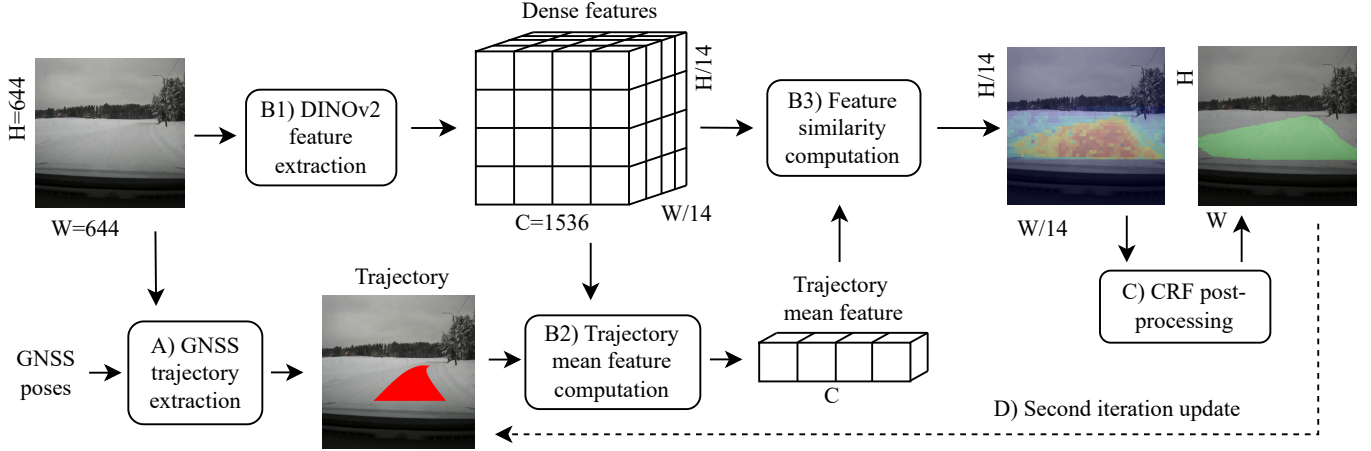 Dense features
H=644
W=644
B1) DINOv2
feature
extraction
H/14
C=1536
W/14
B3) Feature
similarity
computation
H/14
W/14
H
W
C) CRF post-
processing
GNSS
poses
A) GNSS
trajectory
extraction
Trajectory
B2) Trajectory
mean feature
computation
Trajectory
mean feature
C
D) Second iteration update